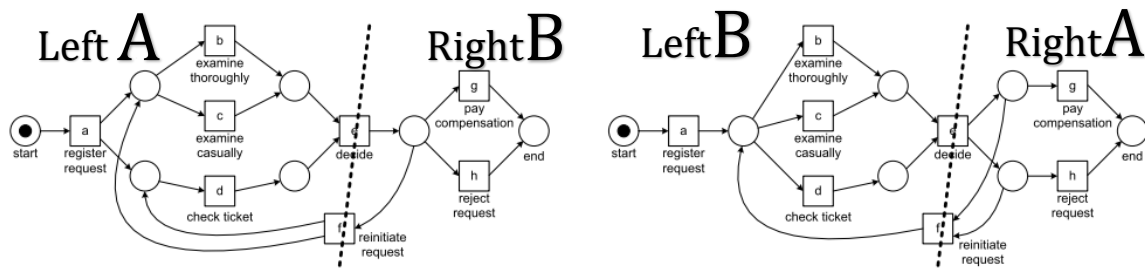 Left A
Right B
b
examine
thoroughly
g
pay
compensation
a
register
request
start
c
examine
casually
e
decide
end
d
check ticket
h
reject
request
f
reinitiate
request
Left B
Right A
b
examine
thoroughly
g
pay
compensation
a
register
request
start
c
examine
casually
e
decide
end
d
check ticket
h
reject
request
f
reinitiate
request